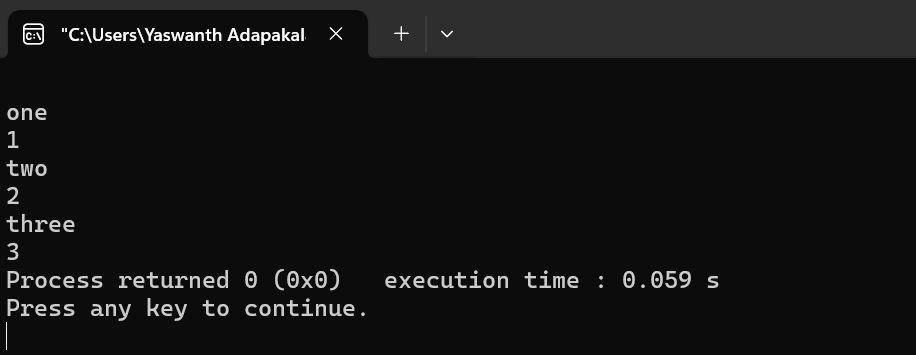 "C:\Users\Yaswanth Adapakal
one
1
two
2
three
3
Process returned 0 (0x0)   execution time : 0.059 s
Press any key to continue.